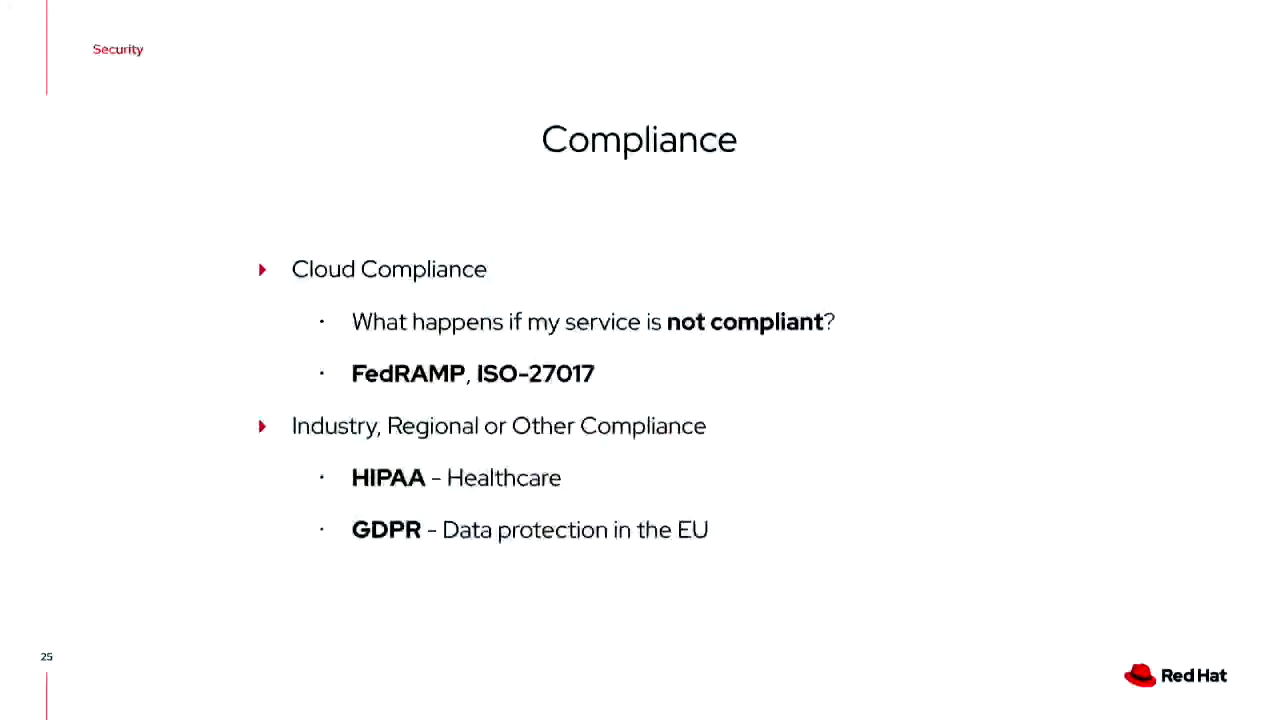 Security
Compliance
Cloud Compliance
What happens if my service is not compliant?
FedRAMP, ISO-27017
Industry, Regional or Other Compliance
HIPAA - Healthcare
GDPR - Data protection in the EU
25
Red Hat